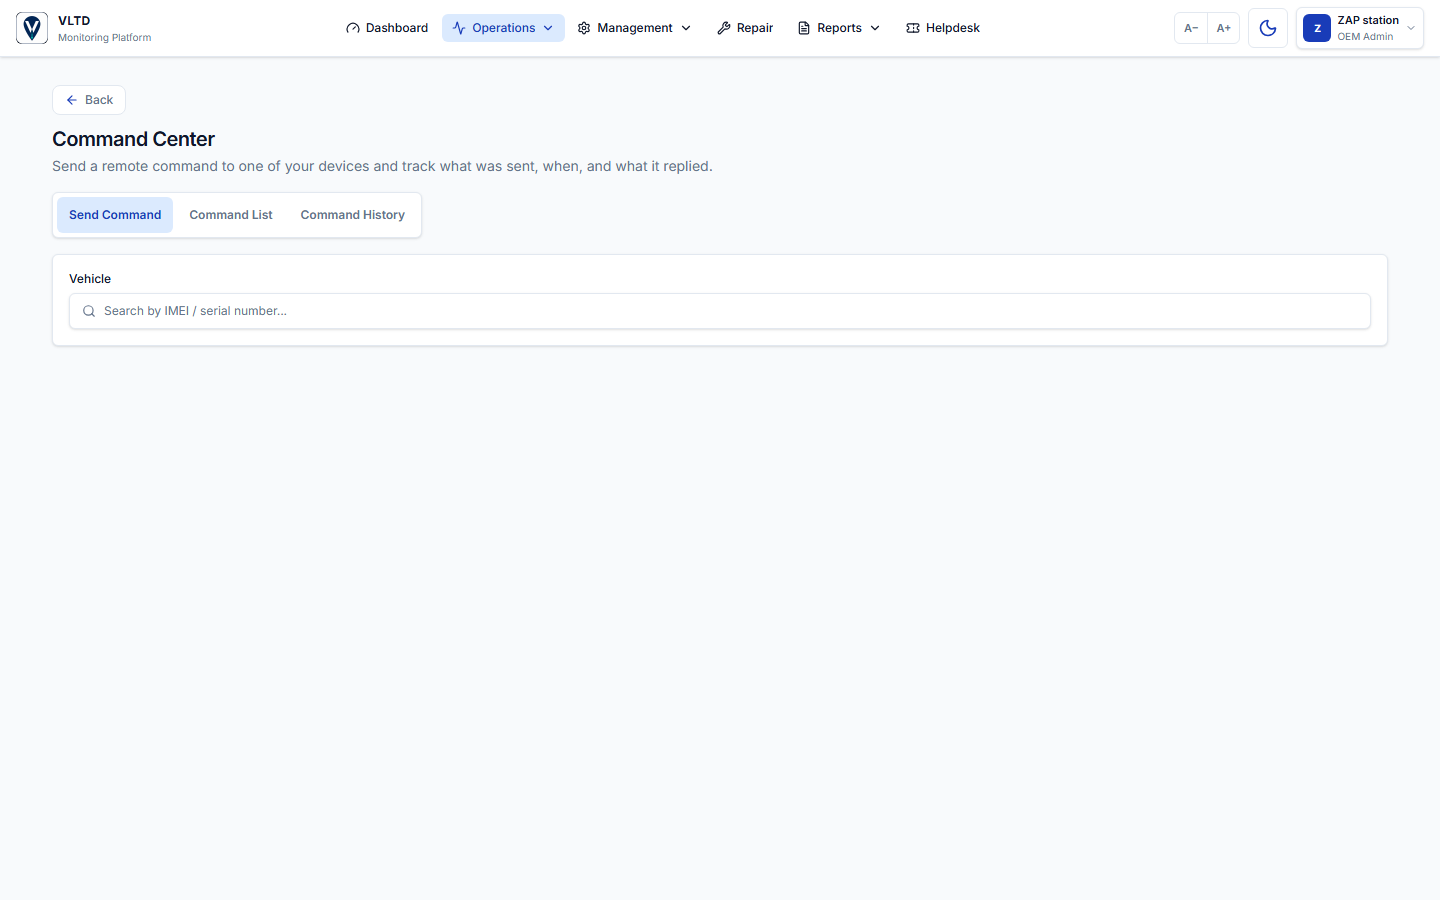 VLTD
Monitoring Platform
Dashboard
Operations
Management
Repair
Reports
Helpdesk
A−
A+
Z
ZAP station
OEM Admin
Back
Command Center
Send a remote command to one of your devices and track what was sent, when, and what it replied.
Send Command
Command List
Command History
Vehicle
Search by IMEI / serial number...